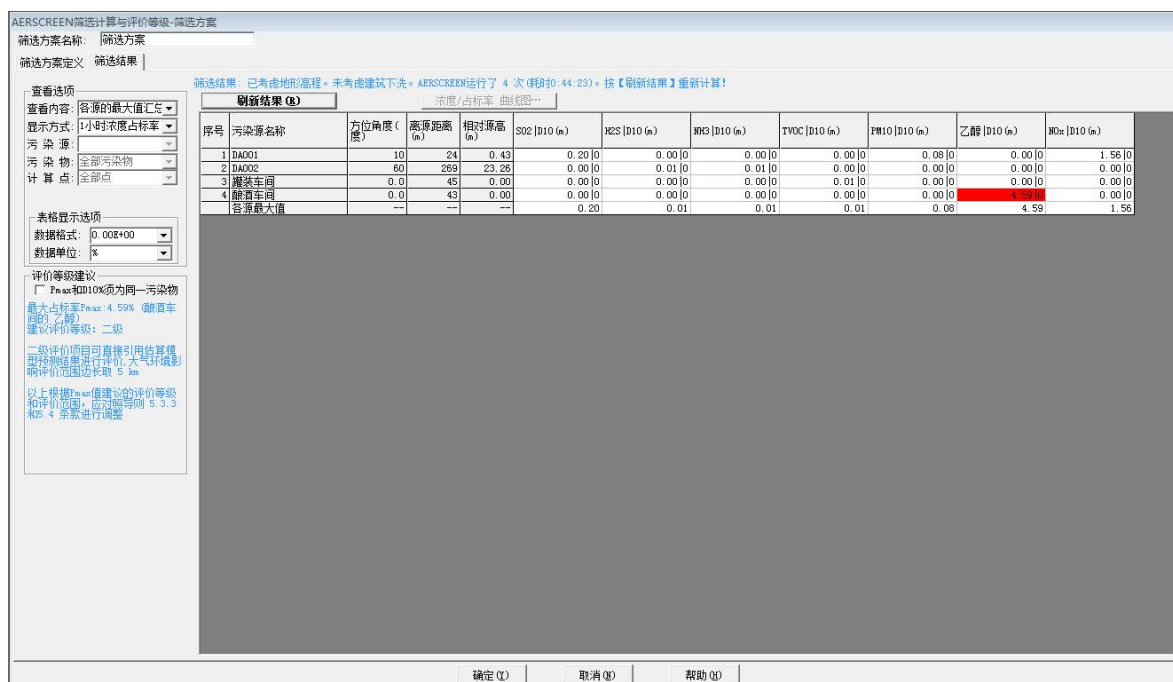 AERSCREEN筛选计算与评价等级-筛选方案
筛选方案名称: 筛选方案
筛选方案定义 筛选结果
筛选结果: 已考虑地形高程。未考虑建筑下洗。AERSCREEN运行了 4 次(耗时0:44:23)。按【刷新结果】重新计算!
查看选项
查看内容: 各源的最大值汇总
显示方式: 1小时浓度占标率
污 染 源:
污 染 物: 全部污染物
计 算 点: 全部点
表格显示选项
数据格式: 0.00E+00
数据单位: %
评价等级建议
Pmax和D10%须为同一污染物
最大占标率Pmax:4.59% (酿酒车
间的 乙醇)
建议评价等级: 二级
二级评价项目可直接引用估算模
型预测结果进行评价,大气环境影
响评价范围边长取 5 km
以上根据Pmax值建议的评价等级
和评价范围,应对照导则 5.3.3
和5.4 条款进行调整
刷新结果(R) 浓度/占标率 曲线图…
序号 污染源名称 方位角度(度) 离源距离(m) 相对源高(m) SO2|D10(m) H2S|D10(m) NH3|D10(m) TVOC|D10(m) PM10|D10(m) 乙醇|D10(m) NOx|D10(m)
1 DA001 10 24 0.43 0.20|0 0.00|0 0.00|0 0.00|0 0.08|0 0.00|0 1.56|0
2 DA002 60 269 23.26 0.00|0 0.01|0 0.01|0 0.00|0 0.00|0 0.00|0 0.00|0
3 灌装车间 0.0 45 0.00 0.00|0 0.00|0 0.00|0 0.01|0 0.00|0 0.00|0 0.00|0
4 酿酒车间 0.0 43 0.00 0.00|0 0.00|0 0.00|0 0.00|0 0.00|0 4.59|0 0.00|0
各源最大值 -- -- -- 0.20 0.01 0.01 0.01 0.08 4.59 1.56
确定(Y) 取消(N) 帮助(H)